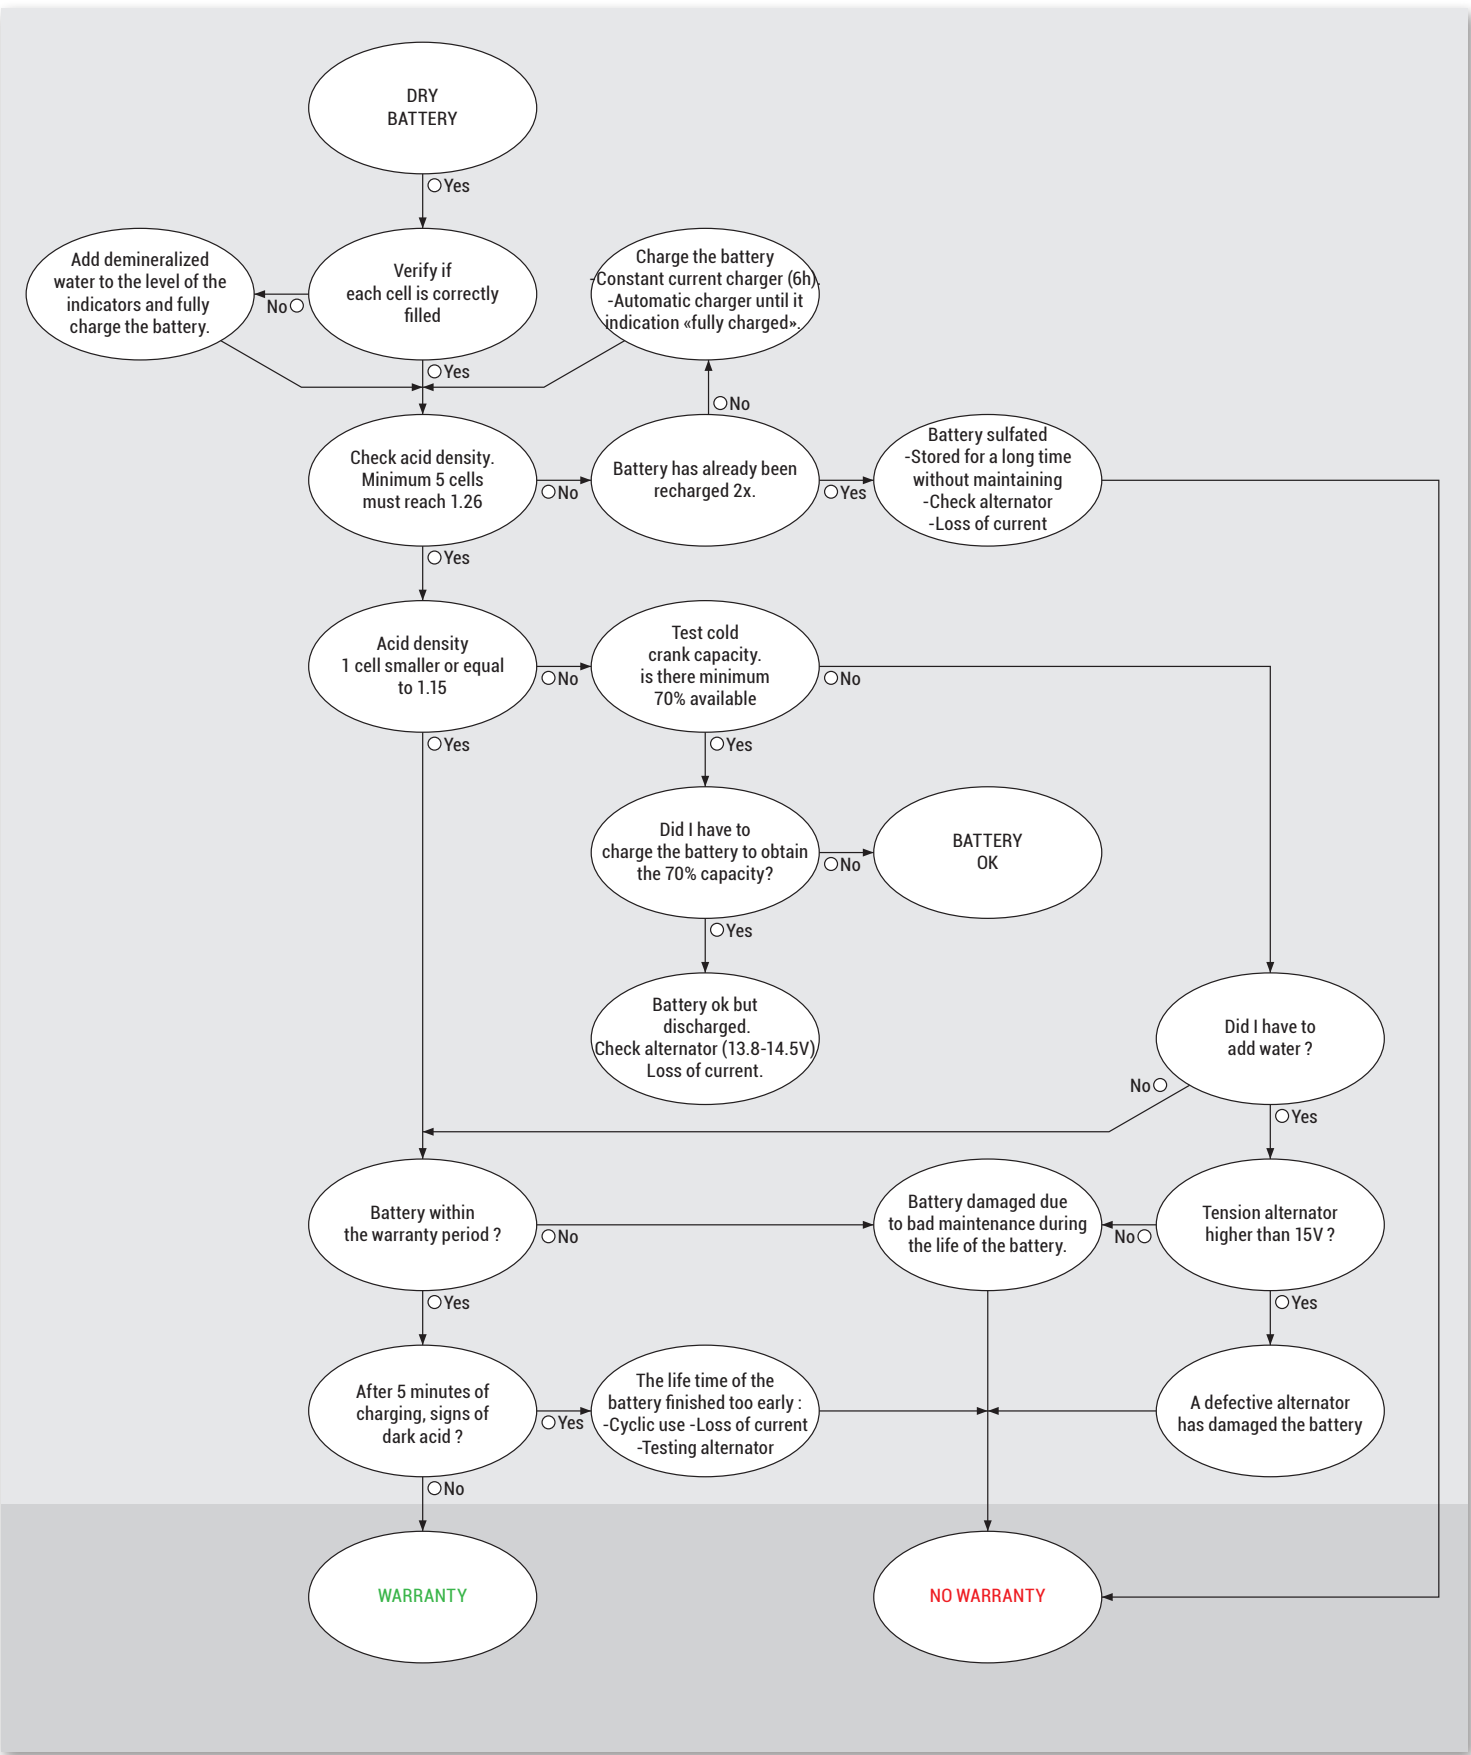 DRY
BATTERY
Yes
Add demineralized
water to the level of the
indicators and fully
charge the battery.
No
Verify if
each cell is correctly
filled
Charge the battery
-Constant current charger (6h).
-Automatic charger until it
indication «fully charged».
Yes
No
Check acid density.
Minimum 5 cells
must reach 1.26
No
Battery has already been
recharged 2x.
Yes
Battery sulfated
-Stored for a long time
without maintaining
-Check alternator
-Loss of current
Yes
Acid density
1 cell smaller or equal
to 1.15
No
Test cold
crank capacity.
is there minimum
70% available
No
Yes
Yes
Did I have to
charge the battery to obtain
the 70% capacity?
No
BATTERY
OK
Yes
Battery ok but
discharged.
Check alternator (13.8-14.5V)
Loss of current.
Did I have to
add water ?
No
Yes
Battery within
the warranty period ?
No
Battery damaged due
to bad maintenance during
the life of the battery.
No
Tension alternator
higher than 15V ?
Yes
Yes
After 5 minutes of
charging, signs of
dark acid ?
Yes
The life time of the
battery finished too early :
-Cyclic use -Loss of current
-Testing alternator
A defective alternator
has damaged the battery
No
WARRANTY
NO WARRANTY